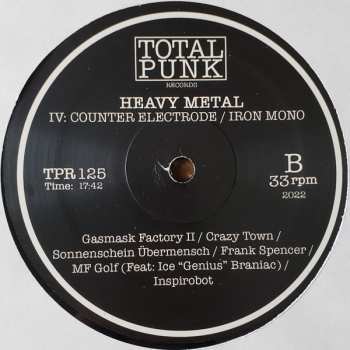 TOTAL
PUNK
RECORDS
HEAVY METAL
IV: COUNTER ELECTRODE / IRON MONO
TPR 125
Time: 17:42
B
33 rpm
2022
Gasmask Factory II / Crazy Town /
Sonnenschein Übermensch / Frank Spencer /
MF Golf (Feat: Ice “Genius” Braniac) /
Inspirobot